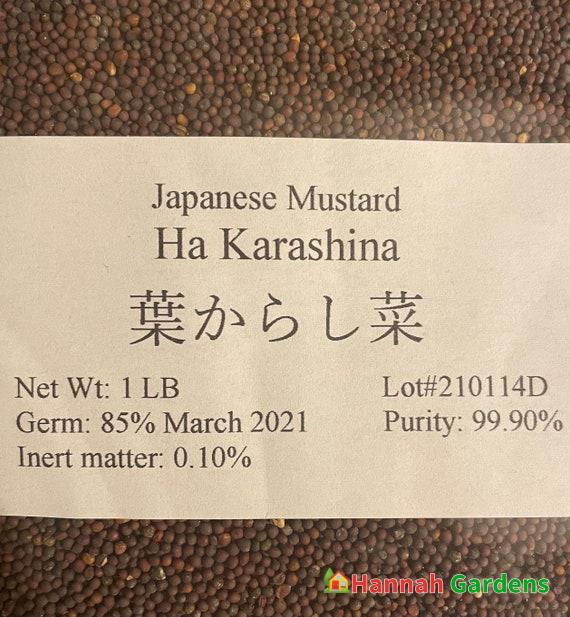 Japanese Mustard
Ha Karashina
葉からし菜
Net Wt: 1 LB
Lot#210114D
Germ: 85% March 2021
Purity: 99.90%
Inert matter: 0.10%
Hannah Gardens